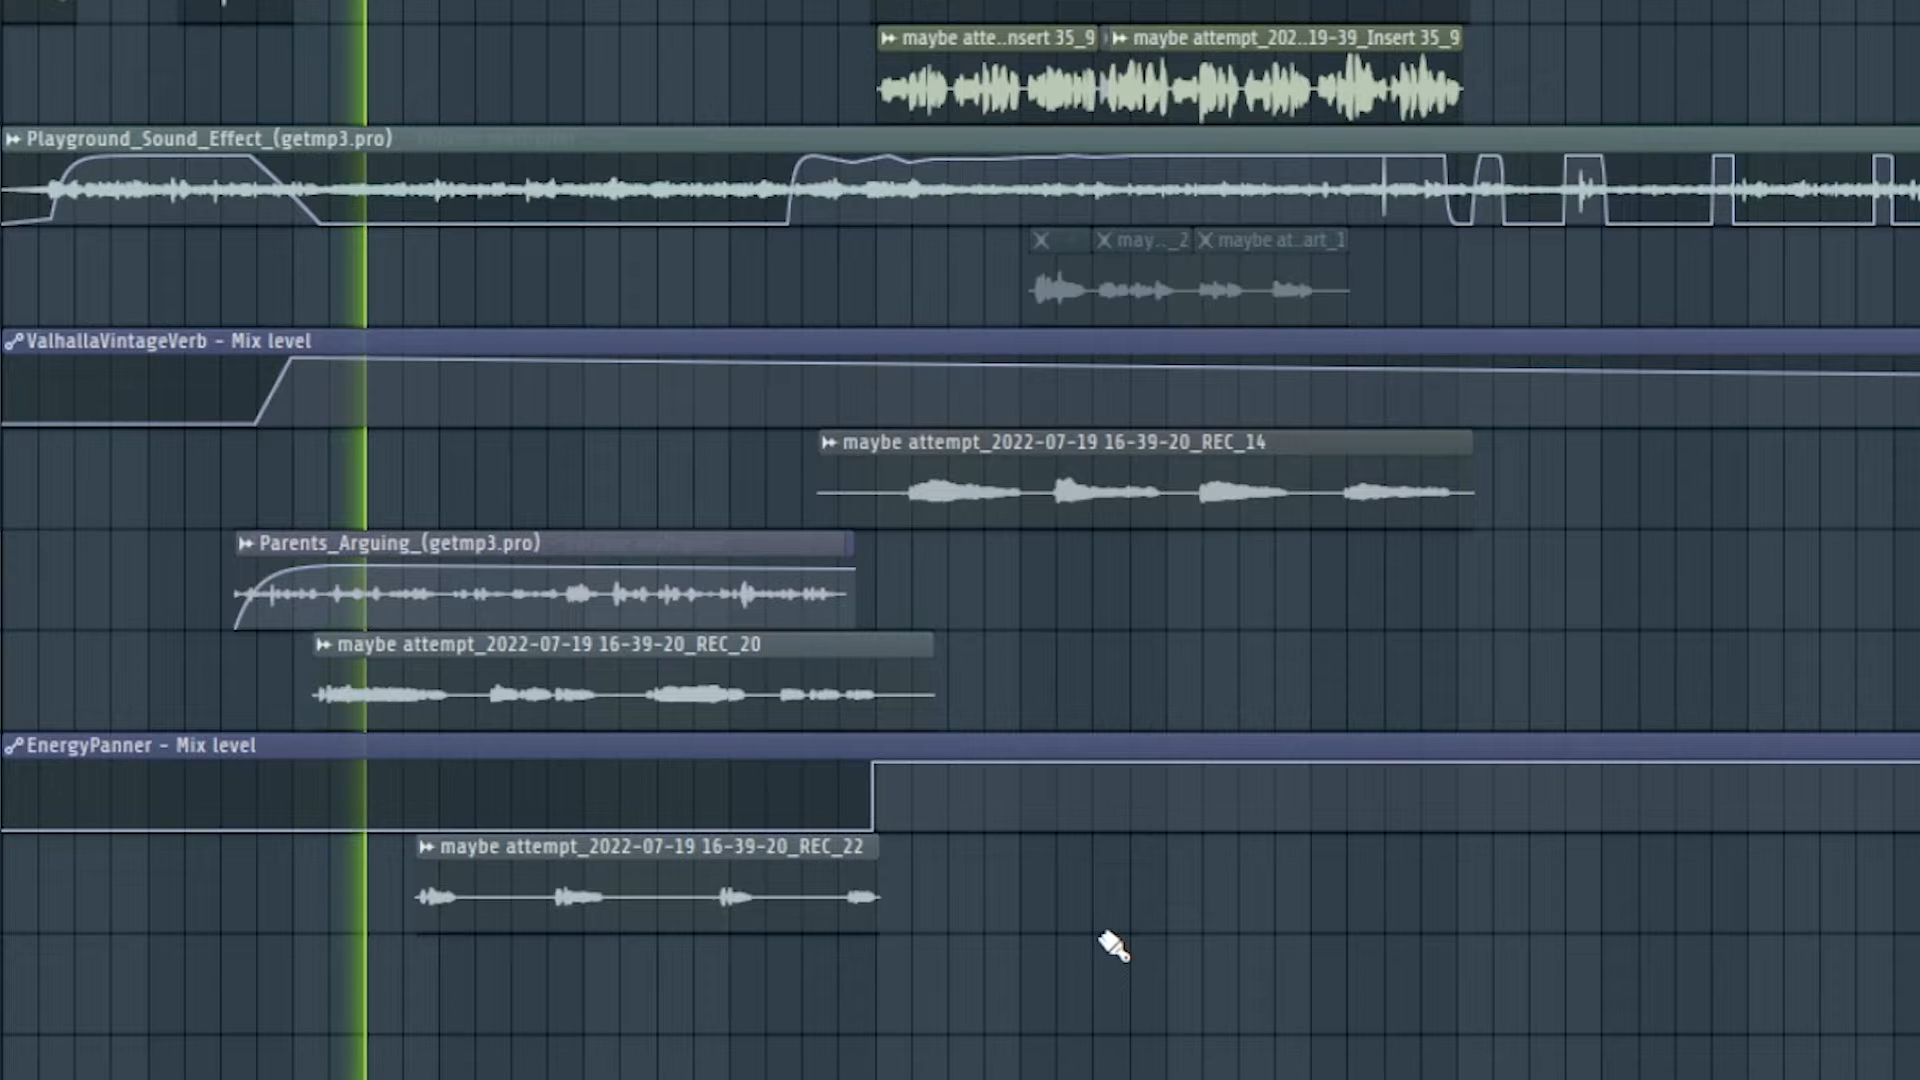 maybe atte..nsert 35_9
maybe attempt_202..19-39_Insert 35_9
Playground_Sound_Effect_(getmp3.pro)
may.._2
maybe at..art_1
ValhallaVintageVerb - Mix level
maybe attempt_2022-07-19 16-39-20_REC_14
Parents_Arguing_(getmp3.pro)
maybe attempt_2022-07-19 16-39-20_REC_20
EnergyPanner - Mix level
maybe attempt_2022-07-19 16-39-20_REC_22